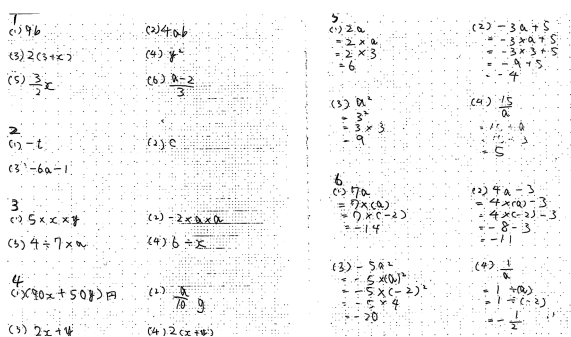 1
(1) 9b
(2) 4ab
(3) 2(3+x)
(4) y²
(5) 3/2 x
(6) a-2/3
2
(1) -t
(2) c
(3) -6a-1
3
(1) 5×x×y
(2) -2×a×a
(3) 4÷7×a
(4) 6÷x
4
(1) (90x+50y)円
(2) a/10 g
(3) 2x+y
(4) 2(x+y)
5
(1) 2a
= 2×a
= 2×3
= 6
(2) -3a+5
= -3×a+5
= -3×3+5
= -9+5
= -4
(3) a²
= 3²
= 3×3
= 9
(4) 15/a
= 15÷a
= 15÷3
= 5
6
(1) 7a
= 7×(a)
= 7×(-2)
= -14
(2) 4a-3
= 4×(a)-3
= 4×(-2)-3
= -8-3
= -11
(3) -5a²
= -5×(a)²
= -5×(-2)²
= -5×4
= -20
(4) 1/a
= 1÷(a)
= 1÷(-2)
= -1/2